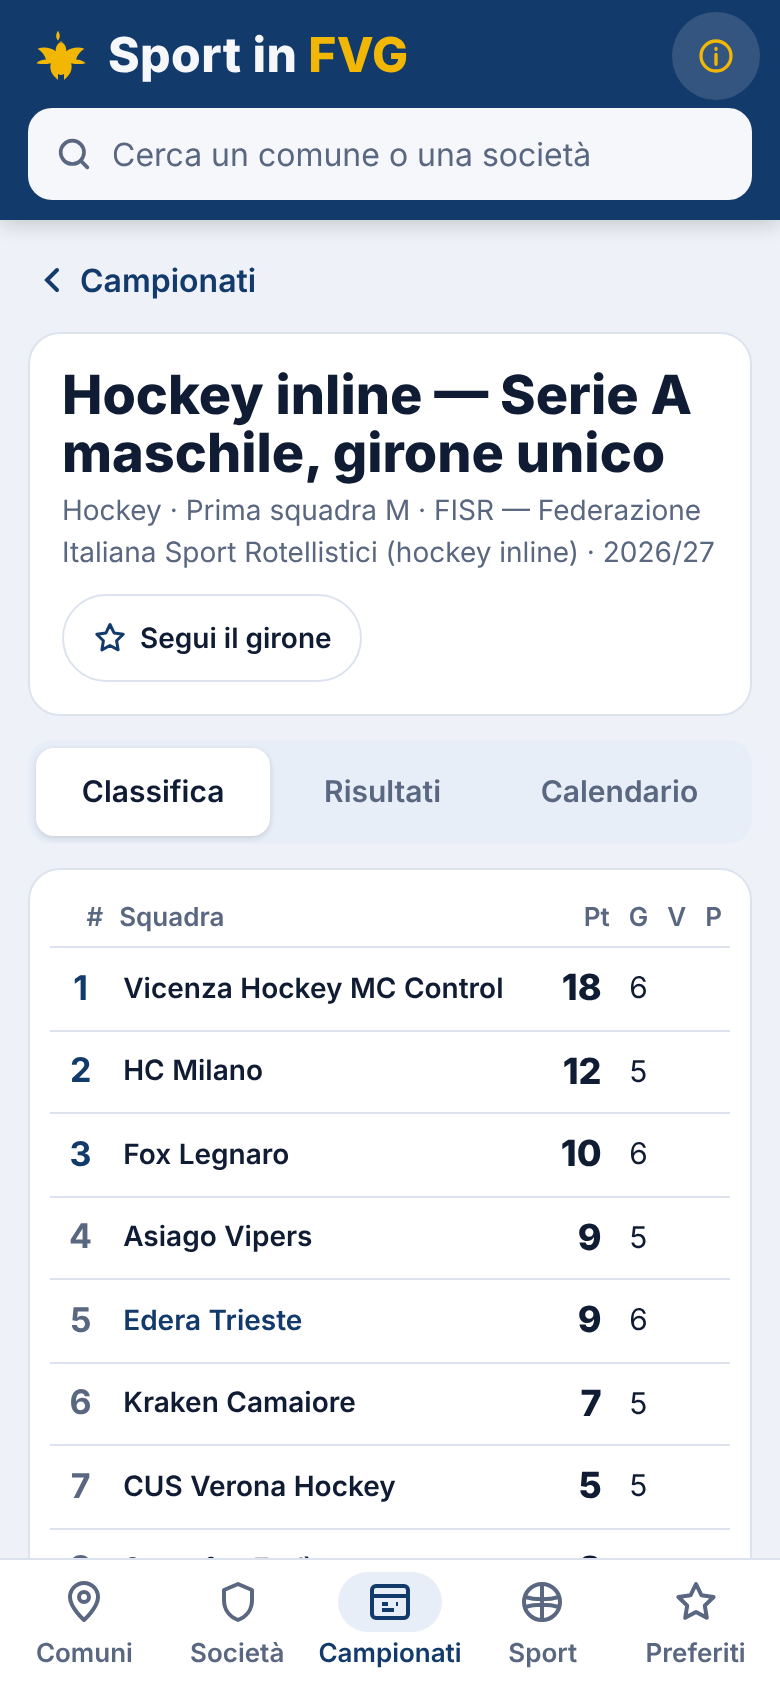 Sport in FVG
Cerca un comune o una società
Campionati
Hockey inline — Serie A
maschile, girone unico
Hockey · Prima squadra M · FISR — Federazione
Italiana Sport Rotellistici (hockey inline) · 2026/27
Segui il girone
Classifica Risultati Calendario
# Squadra Pt G V P
1 Vicenza Hockey MC Control 18 6
2 HC Milano 12 5
3 Fox Legnaro 10 6
4 Asiago Vipers 9 5
5 Edera Trieste 9 6
6 Kraken Camaiore 7 5
7 CUS Verona Hockey 5 5
Comuni Società Campionati Sport Preferiti